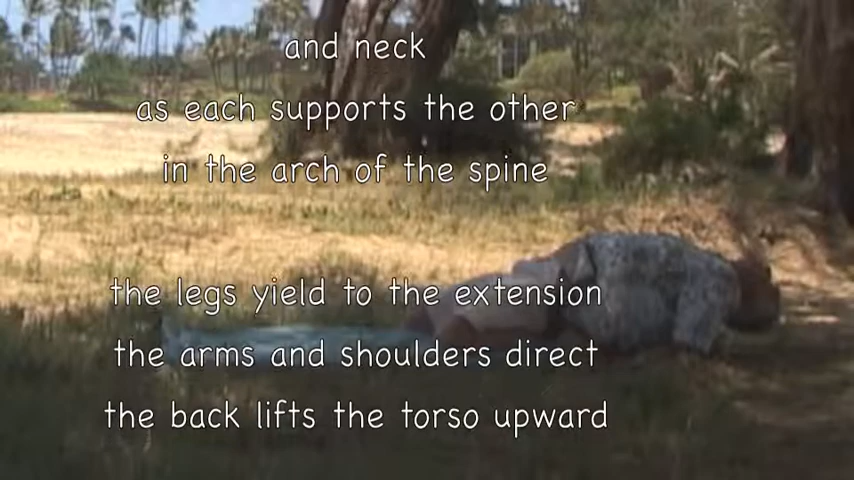 and neck
as each supports the other
in the arch of the spine
the legs yield to the extension
the arms and shoulders direct
the back lifts the torso upward